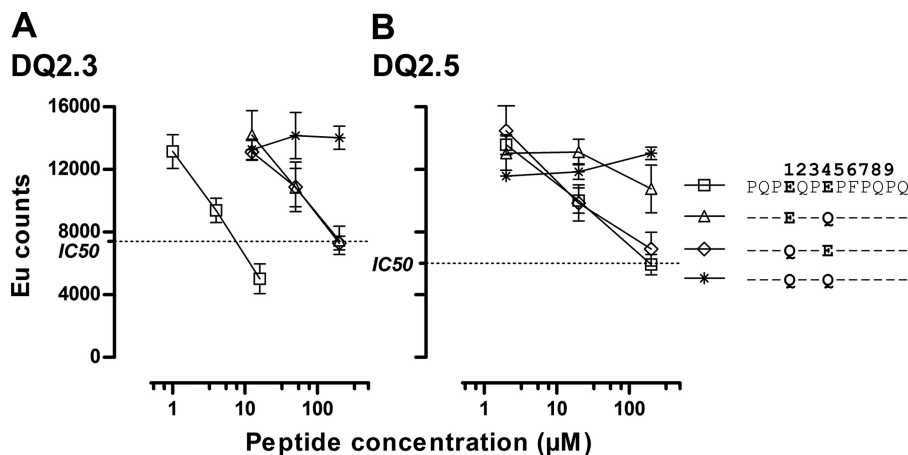 A
DQ2.3
B
DQ2.5
16000
12000
8000
IC50
4000
0
Eu counts
1 10 100
IC50
1 10 100
Peptide concentration (µM)
123456789
PQPEQPEPFPQPQ
---E--Q------
---Q--E------
---Q--Q------